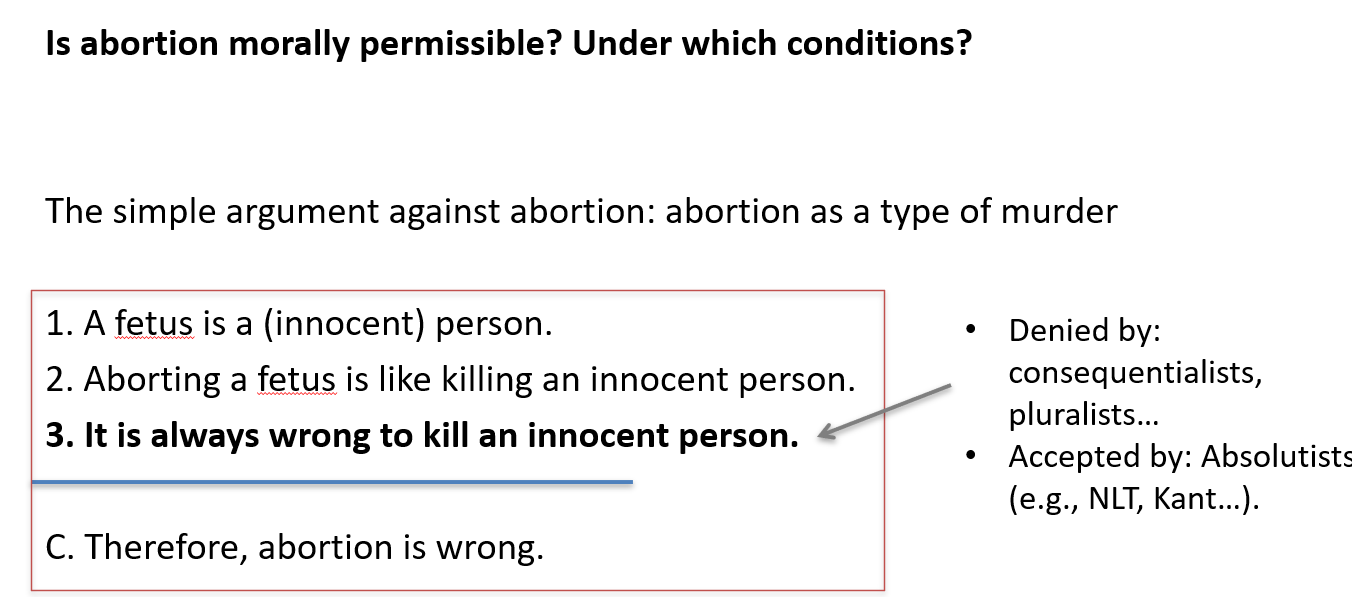 Is abortion morally permissible? Under which conditions?
The simple argument against abortion: abortion as a type of murder
1. A fetus is a (innocent) person.
2. Aborting a fetus is like killing an innocent person.
3. It is always wrong to kill an innocent person.
C. Therefore, abortion is wrong.
• Denied by:
consequentialists,
pluralists…
• Accepted by: Absolutists
(e.g., NLT, Kant…).